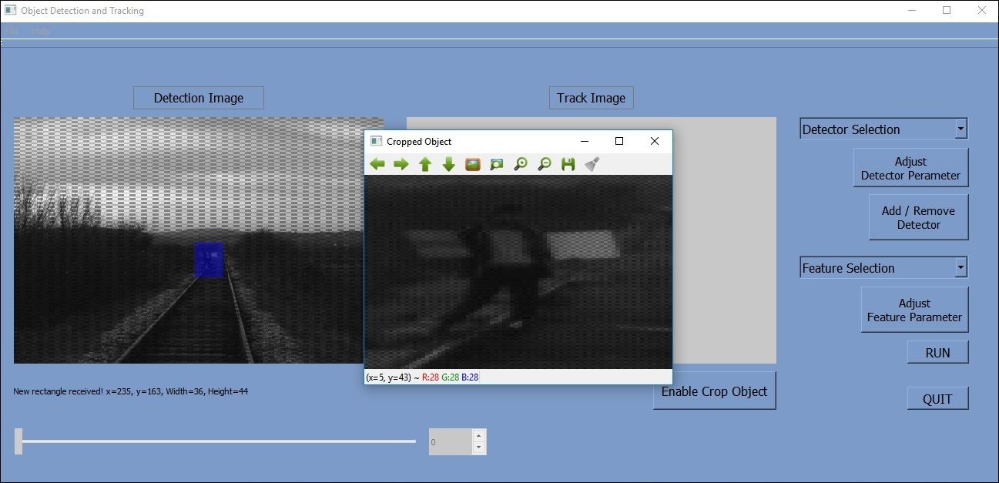 Object Detection and Tracking
File Help
Detection Image
Track Image
Detector Selection
Cropped Object
Adjust
Detector Perameter
Add / Remove
Detector
Feature Selection
Adjust
Feature Parameter
RUN
(x=5, y=43) ~ R:28 G:28 B:28
New rectangle received! x=235, y=163, Width=36, Height=44
Enable Crop Object
QUIT
0